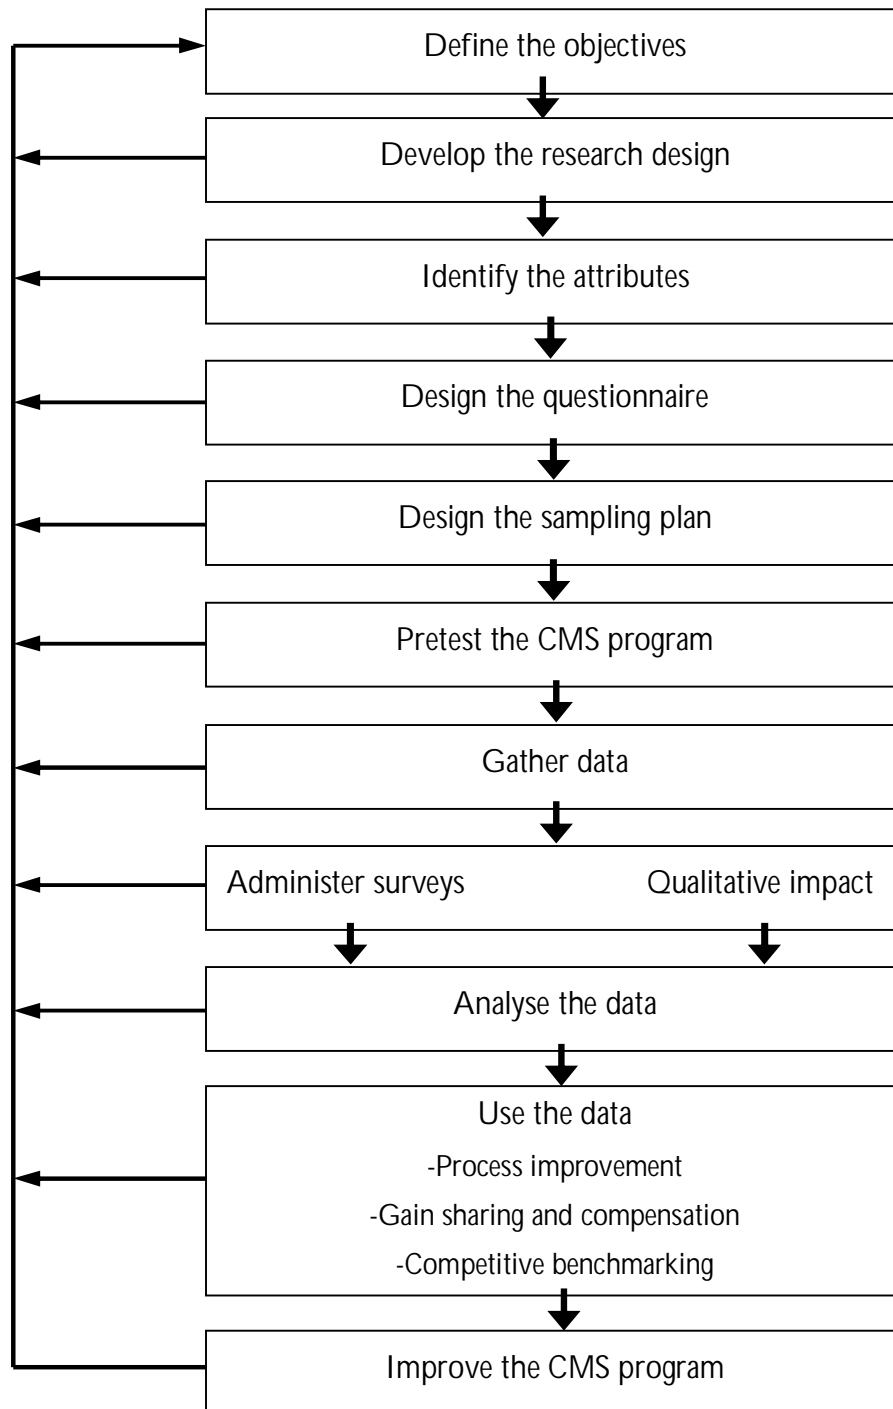 Define the objectives
Develop the research design
Identify the attributes
Design the questionnaire
Design the sampling plan
Pretest the CMS program
Gather data
Administer surveys Qualitative impact
Analyse the data
Use the data
-Process improvement
-Gain sharing and compensation
-Competitive benchmarking
Improve the CMS program